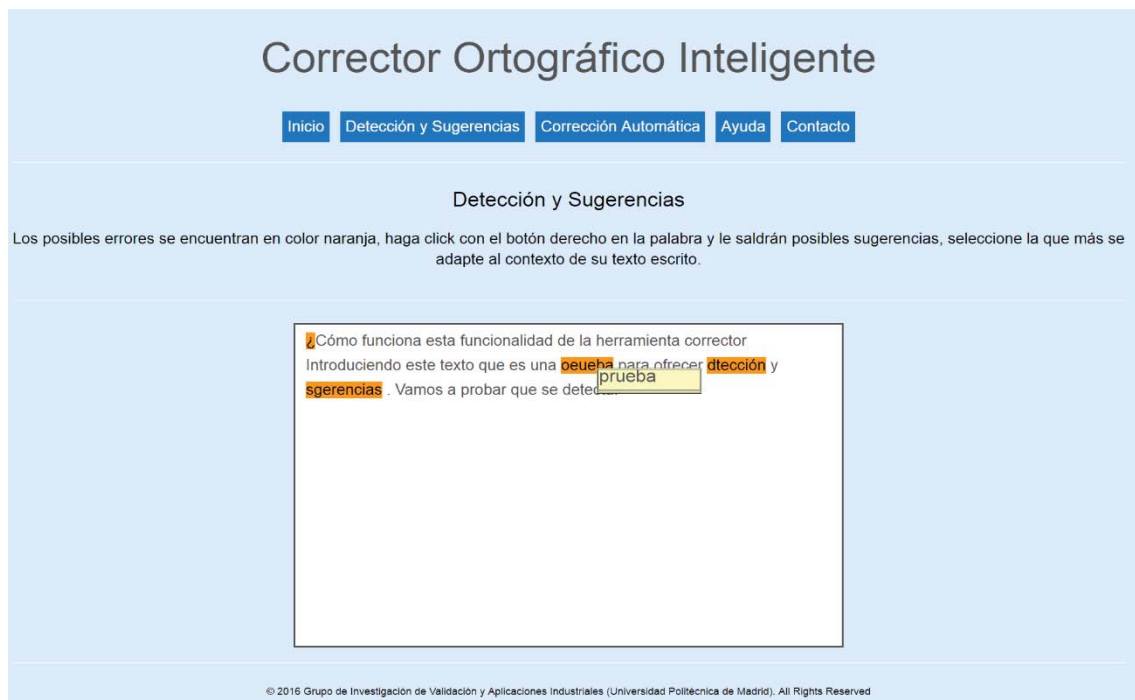 Corrector Ortográfico Inteligente
Inicio Detección y Sugerencias Corrección Automática Ayuda Contacto
Detección y Sugerencias
Los posibles errores se encuentran en color naranja, haga click con el botón derecho en la palabra y le saldrán posibles sugerencias, seleccione la que más se
adapte al contexto de su texto escrito.
¿Cómo funciona esta funcionalidad de la herramienta corrector
Introduciendo este texto que es una oeueba para ofrecer dtección y
prueba
sgerencias . Vamos a probar que se
© 2016 Grupo de Investigación de Validación y Aplicaciones Industriales (Universidad Politécnica de Madrid). All Rights Reserved